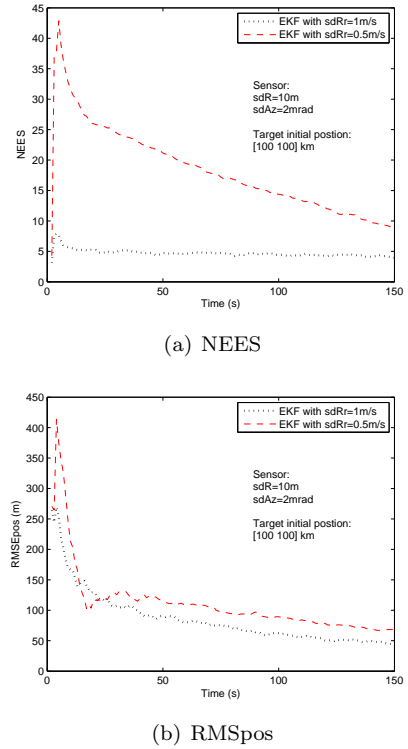 45
40
35
30
25
20
15
10
5
0
NEES
EKF with sdRr=1m/s
EKF with sdRr=0.5m/s
Sensor:
sdR=10m
sdAz=2mrad
Target initial postion:
[100 100] km
0
50
100
150
Time (s)
(a) NEES
450
400
350
300
250
200
150
100
50
0
RMSEpos (m)
EKF with sdRr=1m/s
EKF with sdRr=0.5m/s
Sensor:
sdR=10m
sdAz=2mrad
Target initial postion:
[100 100] km
0
50
100
150
Time (s)
(b) RMSpos